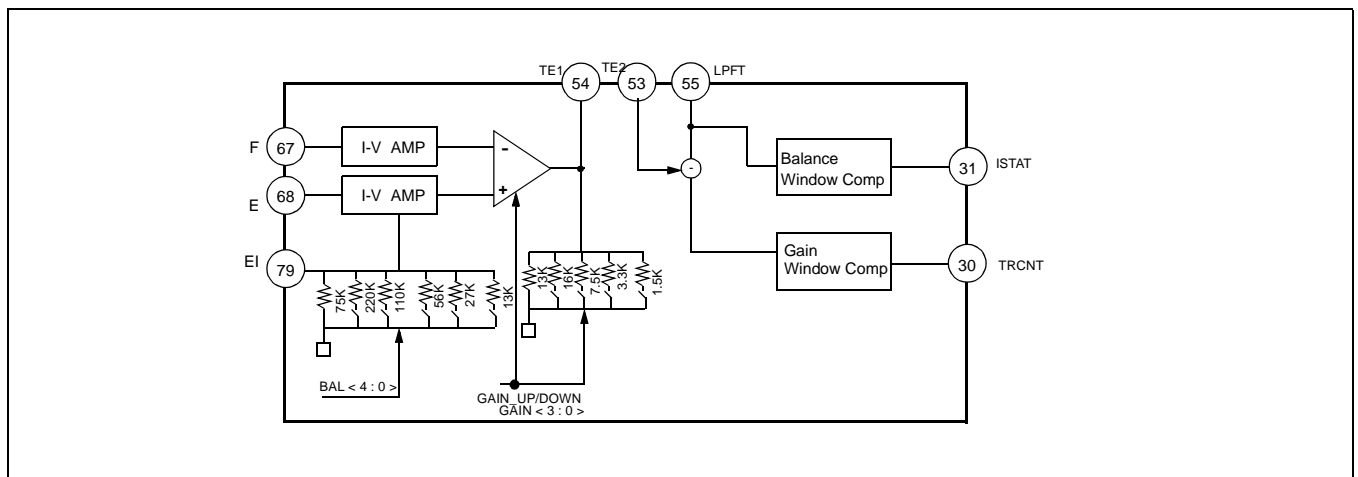 TE1
TE2
LPFT
54
53
55
F
67
I-V AMP
-
E
68
I-V AMP
+
-
Balance
Window Comp
31
ISTAT
EI
79
75K
220K
110K
56K
27K
13K
13K
16K
7.5K
3.3K
1.5K
Gain
Window Comp
30
TRCNT
BAL < 4 : 0 >
GAIN_UP/DOWN
GAIN < 3 : 0 >